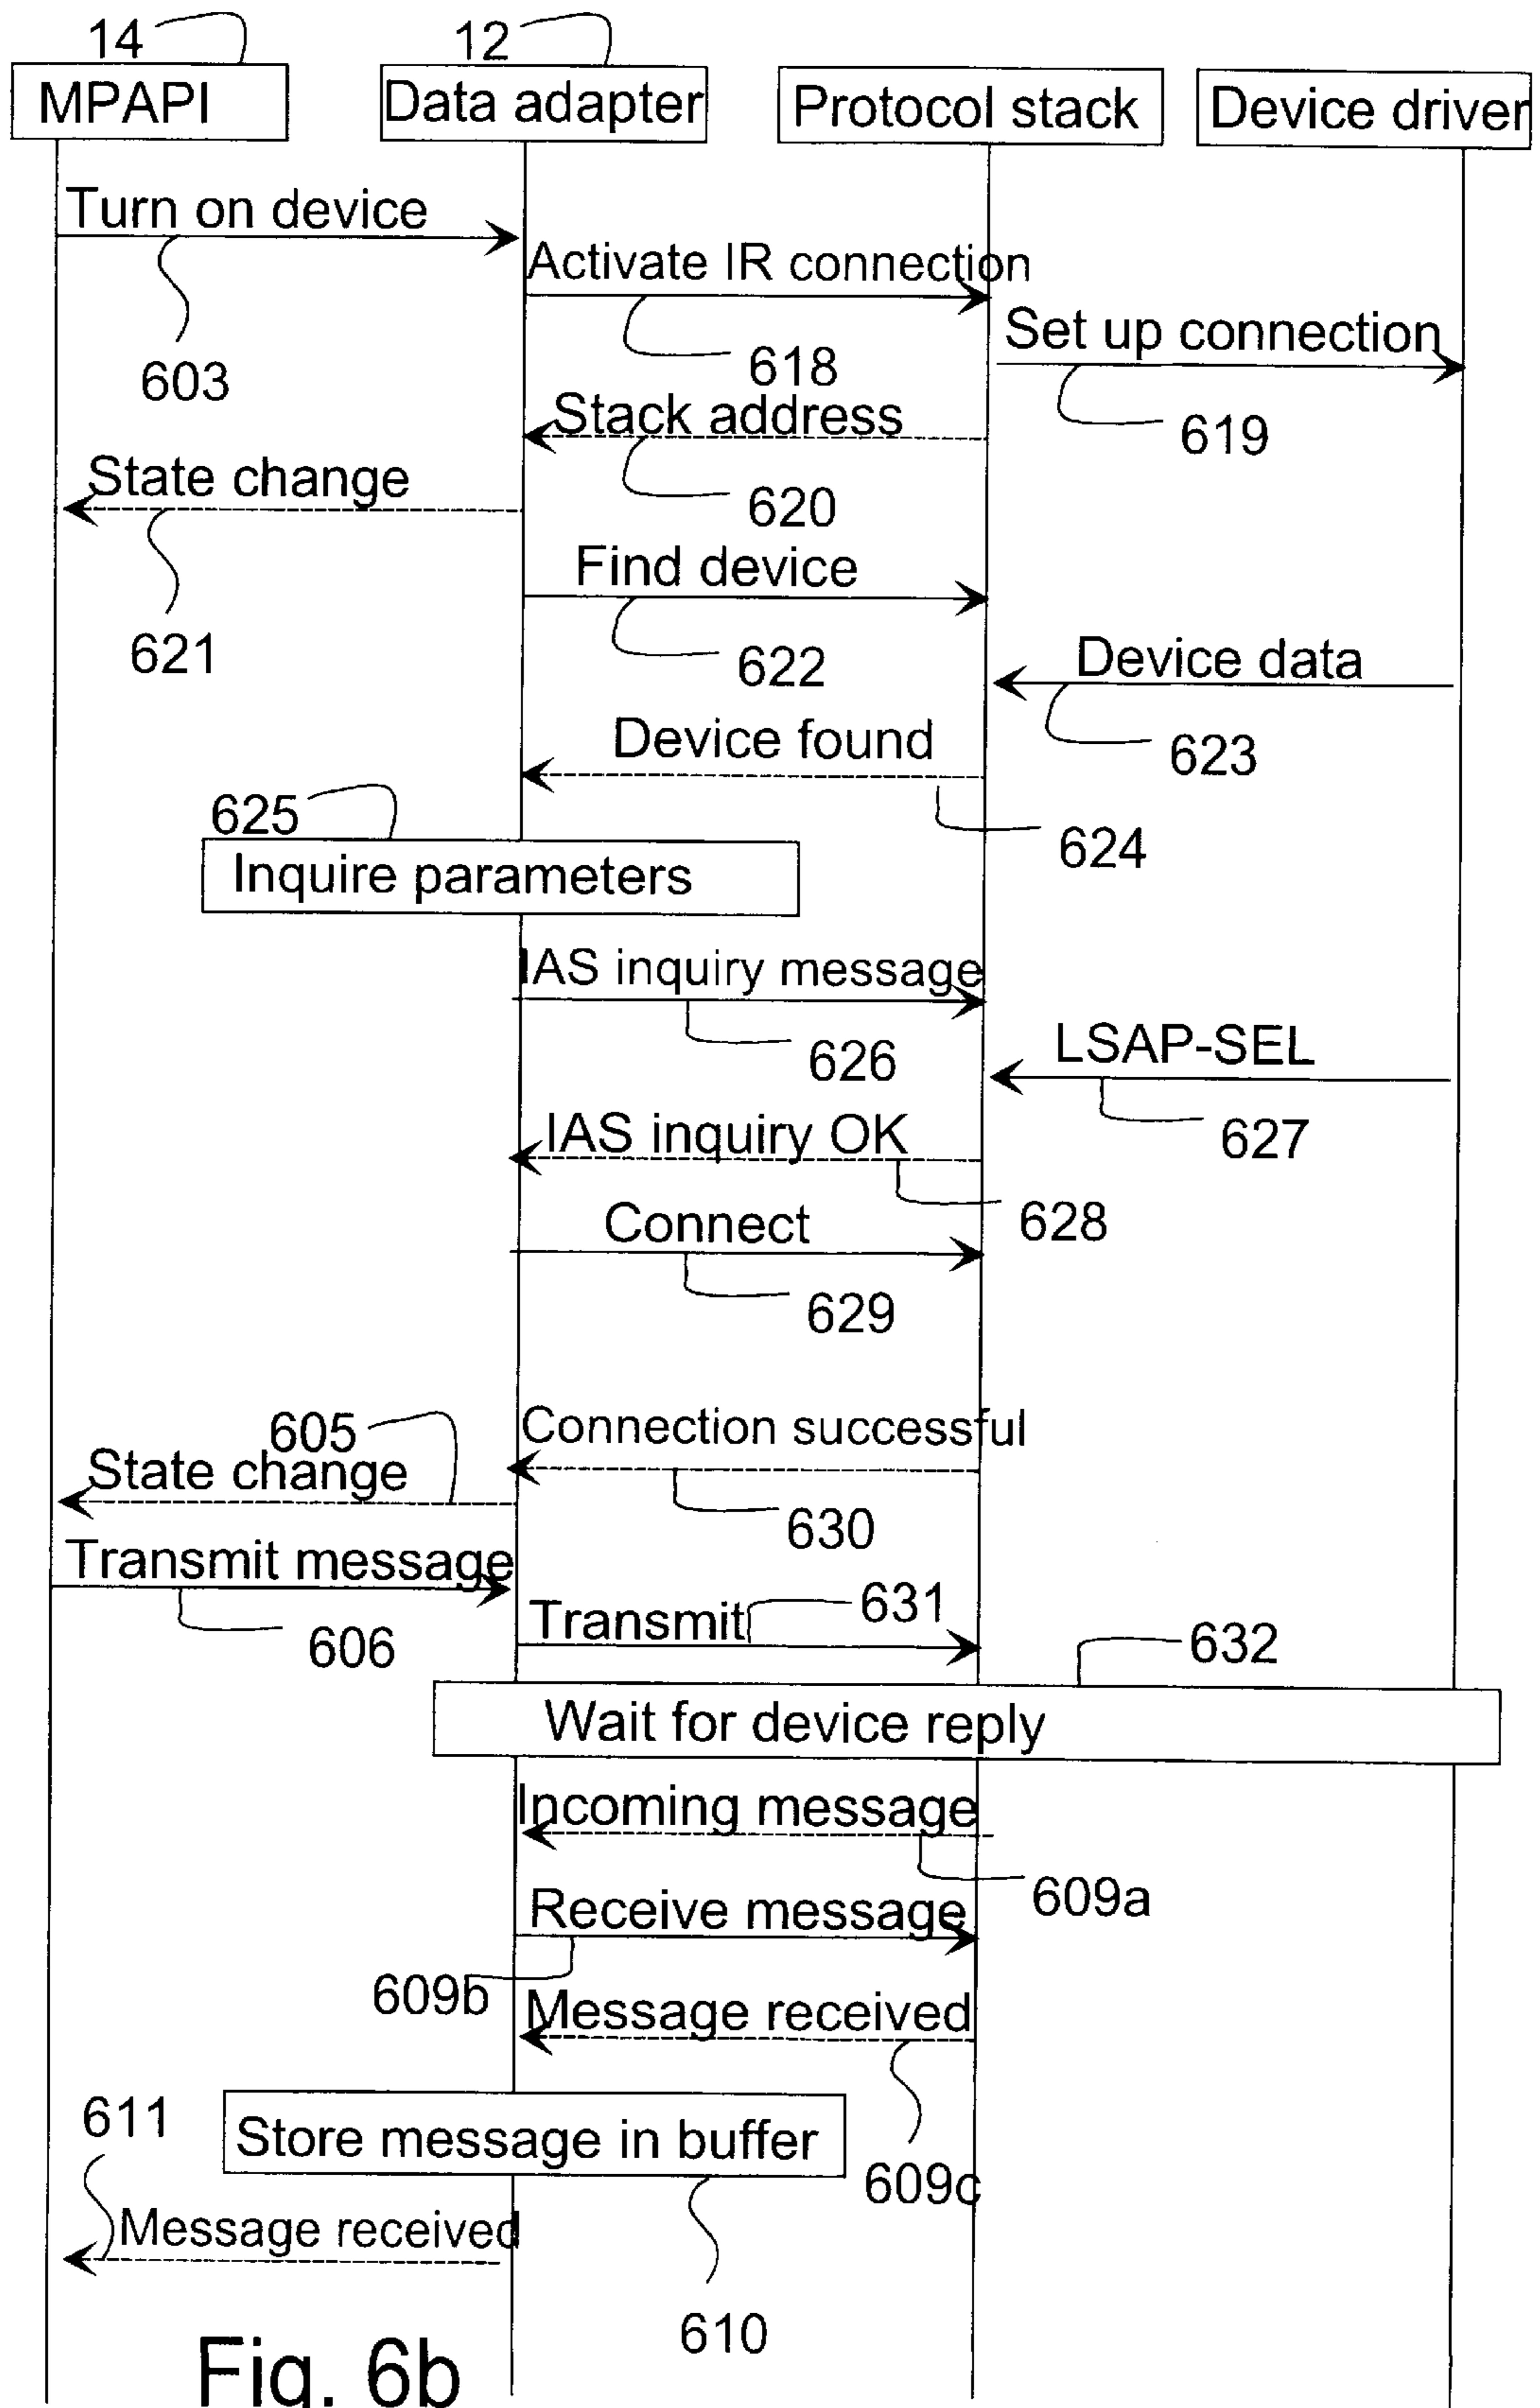 14
12
MPAPI
Data adapter
Protocol stack
Device driver
Turn on device
Activate IR connection
Set up connection
618
603
Stack address
619
State change
620
Find device
621
622
Device data
Device found
623
625
624
Inquire parameters
IAS inquiry message
LSAP-SEL
626
IAS inquiry OK
627
Connect
628
629
605
Connection successful
State change
630
Transmit message
631
Transmit
606
632
Wait for device reply
Incoming message
609a
Receive message
609b
Message received
611
Store message in buffer
609c
Message received
610
Fig. 6b